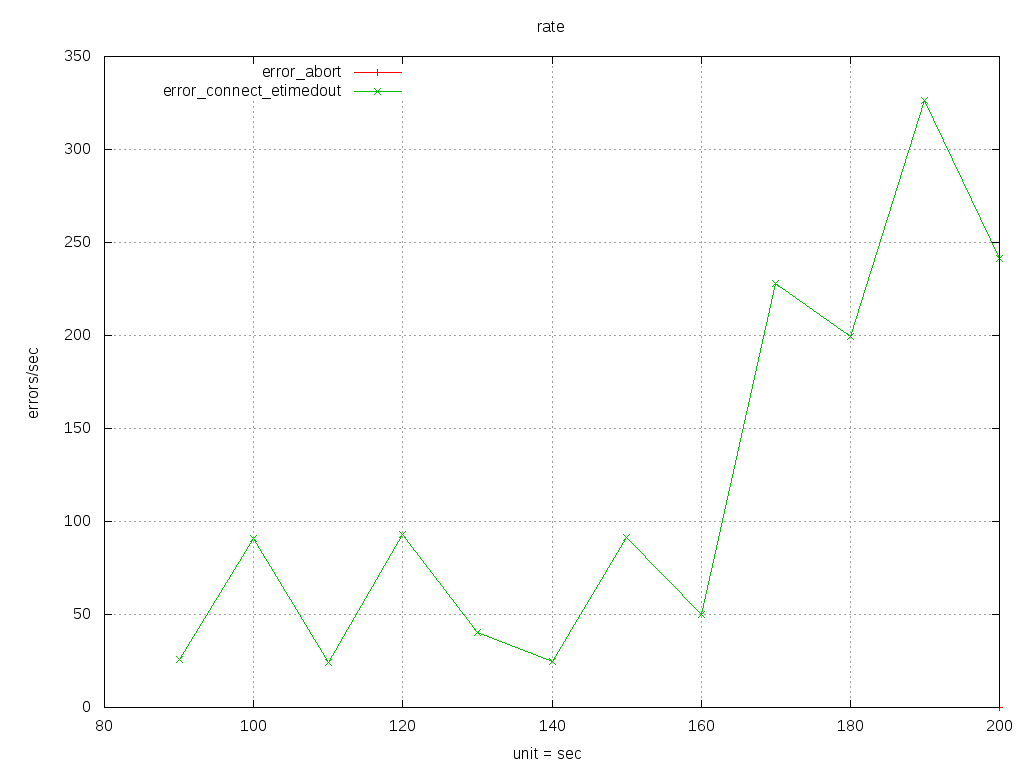 rate
350
300
250
200
150
100
50
0
error_abort
error_connect_etimedout
errors/sec
80 100 120 140 160 180 200
unit = sec